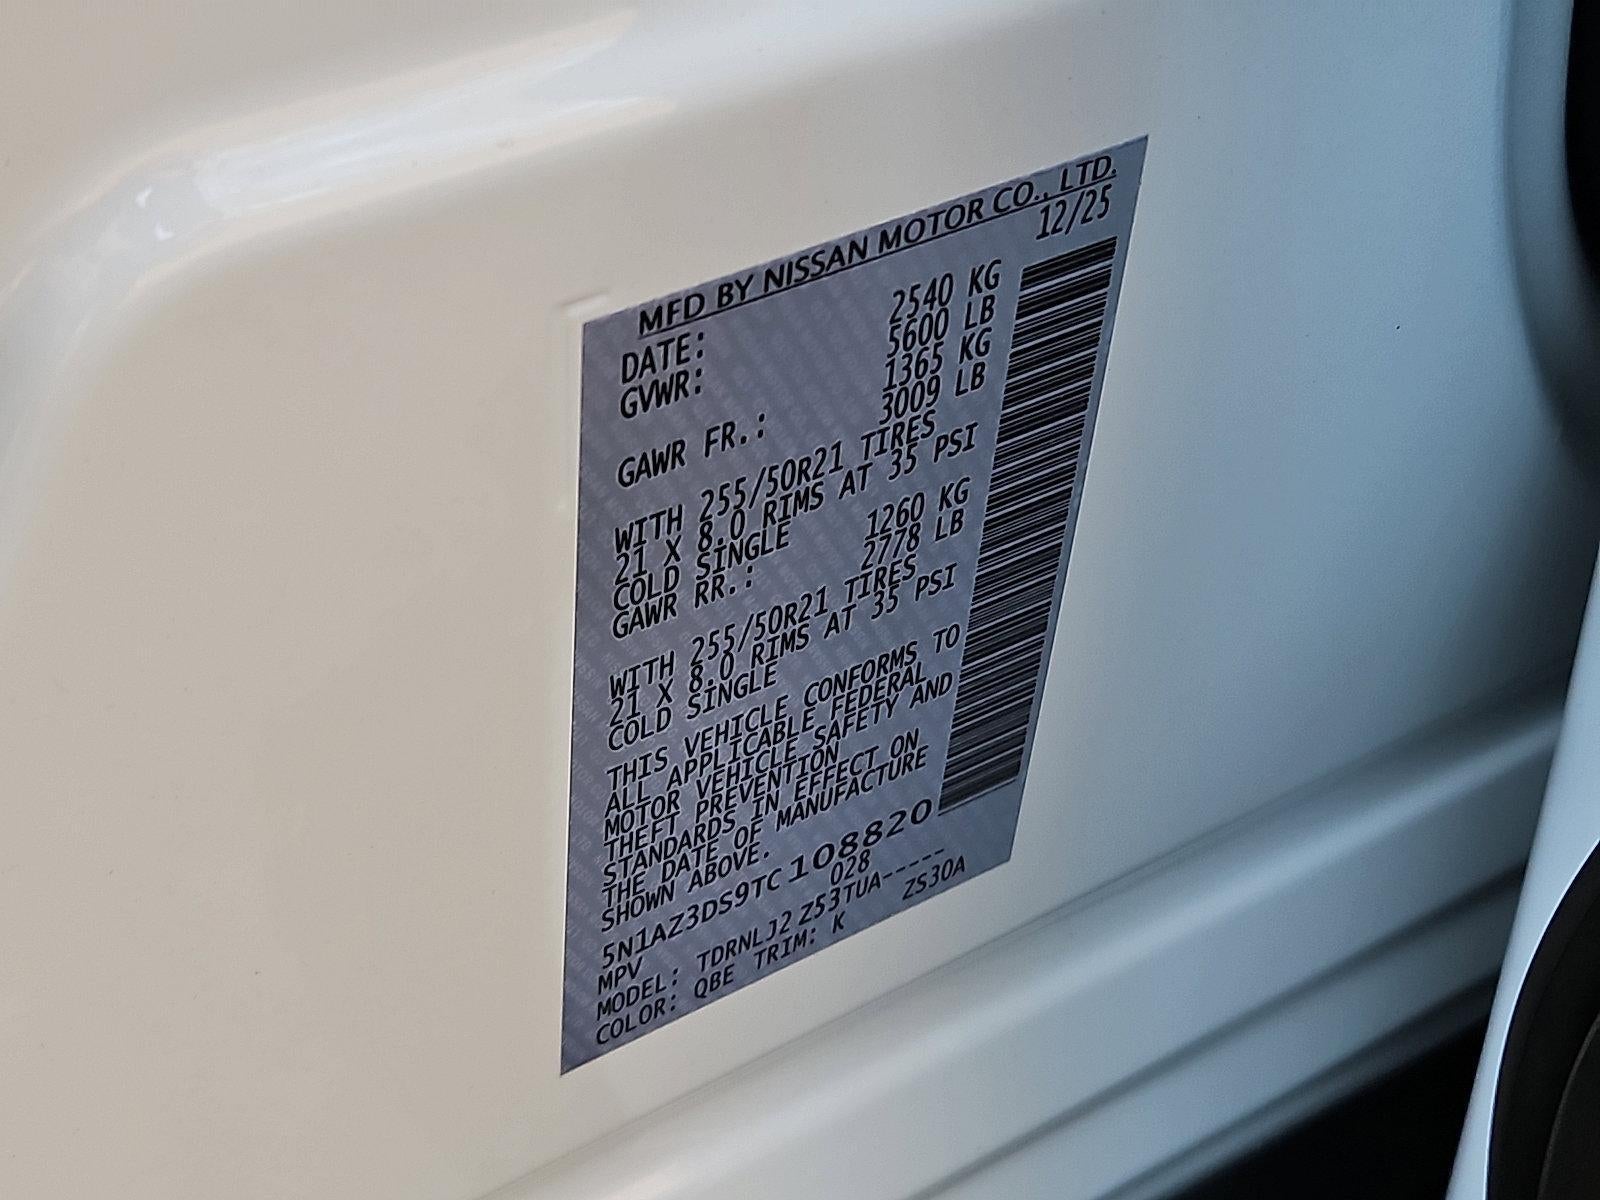 MFD BY NISSAN MOTOR CO., LTD.
DATE: 12/25
GVWR: 2540 KG
5600 LB
GAWR FR.: 1365 KG
3009 LB
WITH 255/50R21 TIRES
21 X 8.0 RIMS AT 35 PSI
COLD SINGLE
GAWR RR.: 1260 KG
2778 LB
WITH 255/50R21 TIRES
21 X 8.0 RIMS AT 35 PSI
COLD SINGLE
THIS VEHICLE CONFORMS TO
ALL APPLICABLE FEDERAL
MOTOR VEHICLE SAFETY AND
THEFT PREVENTION
STANDARDS IN EFFECT ON
THE DATE OF MANUFACTURE
SHOWN ABOVE.
5N1AZ3DS9TC108820
MPV 028
MODEL: TDRNLJ2 Z53TUA-----
COLOR: QBE TRIM: K ZS30A